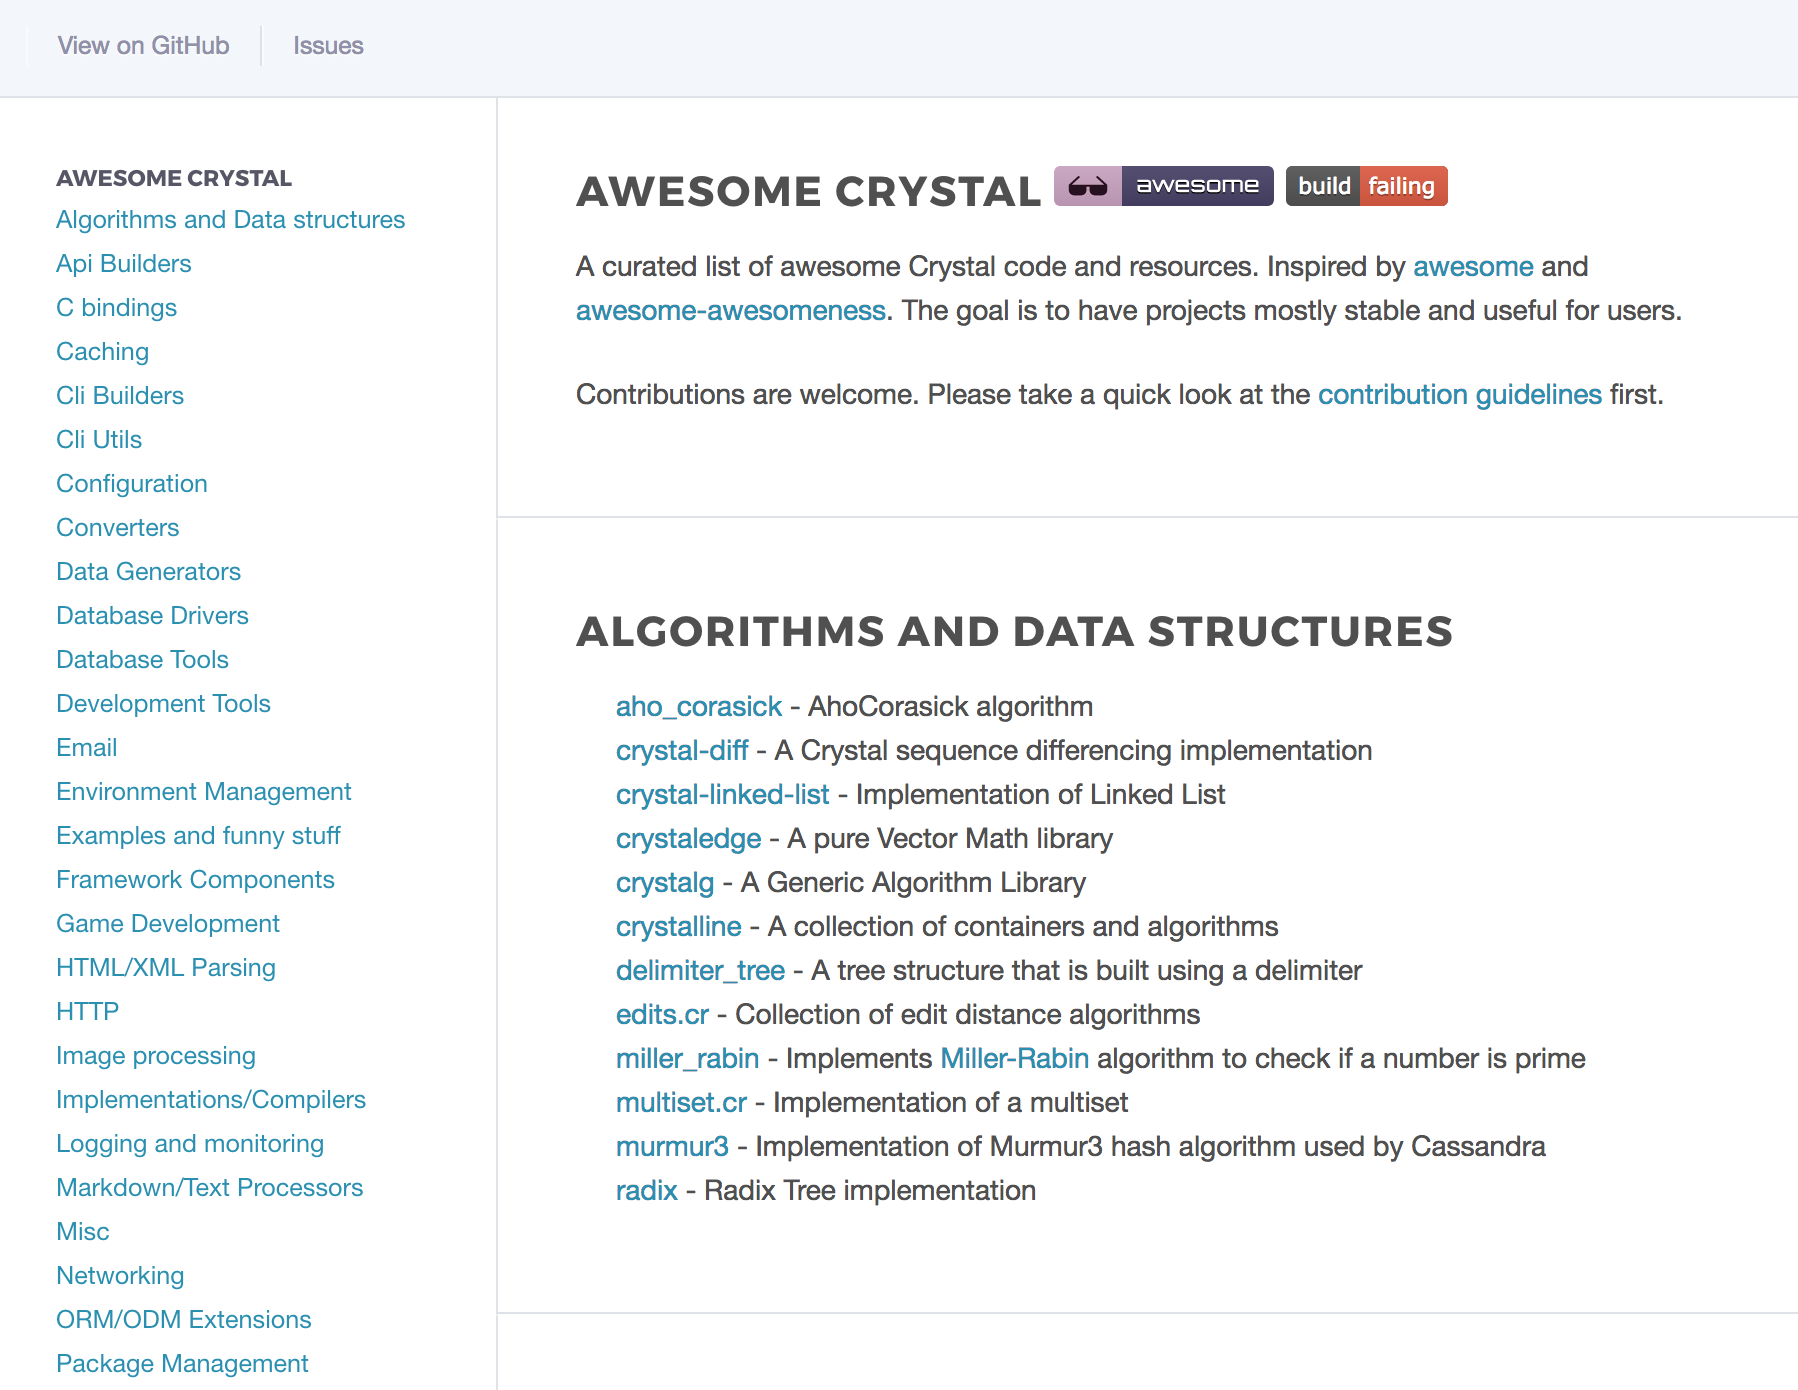 View on GitHub
Issues
AWESOME CRYSTAL
Algorithms and Data structures
Api Builders
C bindings
Caching
Cli Builders
Cli Utils
Configuration
Converters
Data Generators
Database Drivers
Database Tools
Development Tools
Email
Environment Management
Examples and funny stuff
Framework Components
Game Development
HTML/XML Parsing
HTTP
Image processing
Implementations/Compilers
Logging and monitoring
Markdown/Text Processors
Misc
Networking
ORM/ODM Extensions
Package Management
AWESOME CRYSTAL awesome build failing
A curated list of awesome Crystal code and resources. Inspired by awesome and
awesome-awesomeness. The goal is to have projects mostly stable and useful for users.
Contributions are welcome. Please take a quick look at the contribution guidelines first.
ALGORITHMS AND DATA STRUCTURES
aho_corasick - AhoCorasick algorithm
crystal-diff - A Crystal sequence differencing implementation
crystal-linked-list - Implementation of Linked List
crystaledge - A pure Vector Math library
crystalg - A Generic Algorithm Library
crystalline - A collection of containers and algorithms
delimiter_tree - A tree structure that is built using a delimiter
edits.cr - Collection of edit distance algorithms
miller_rabin - Implements Miller-Rabin algorithm to check if a number is prime
multiset.cr - Implementation of a multiset
murmur3 - Implementation of Murmur3 hash algorithm used by Cassandra
radix - Radix Tree implementation